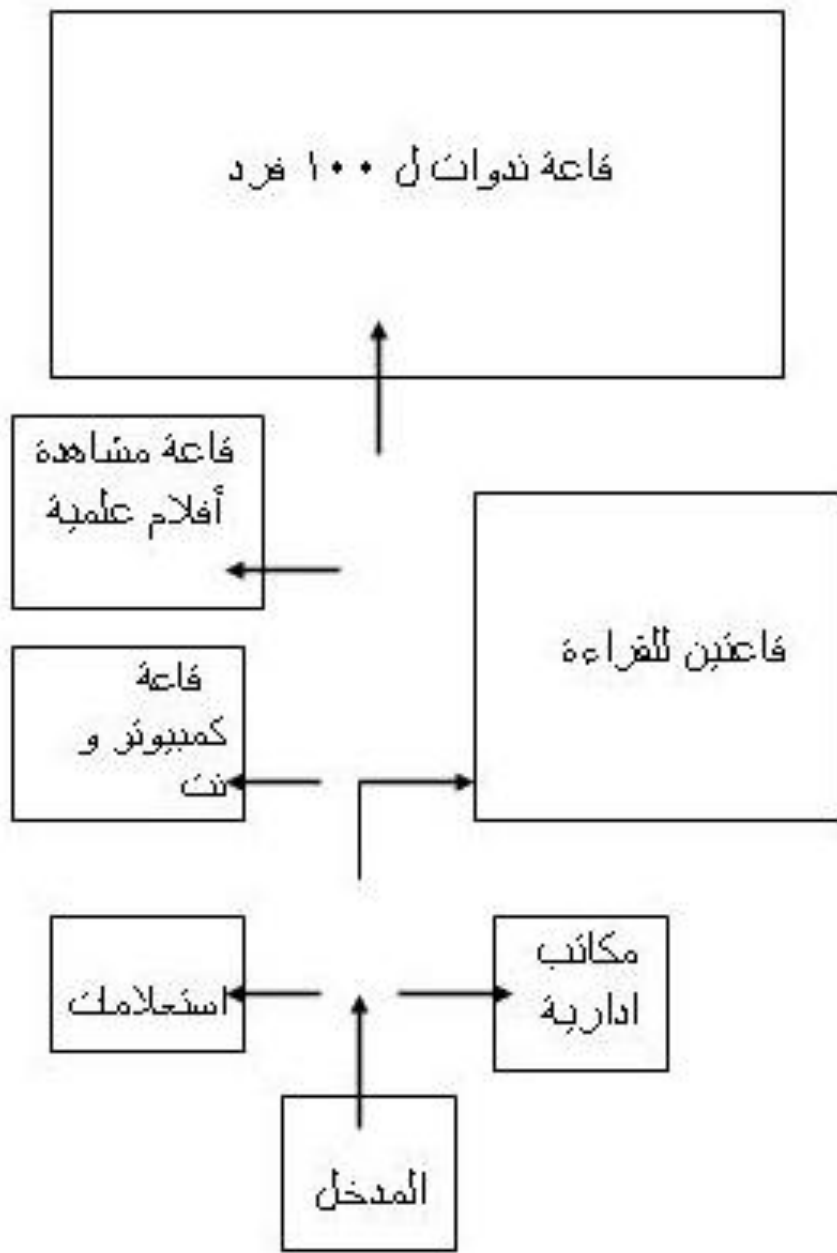 قاعة ندوات ل ١٠٠ فرد
قاعة مشاهدة
أفلام علمية
قاعتين للقراءة
قاعة
كمبيوتر و
نت
مكاتب
ادارية
استعلامات
المدخل